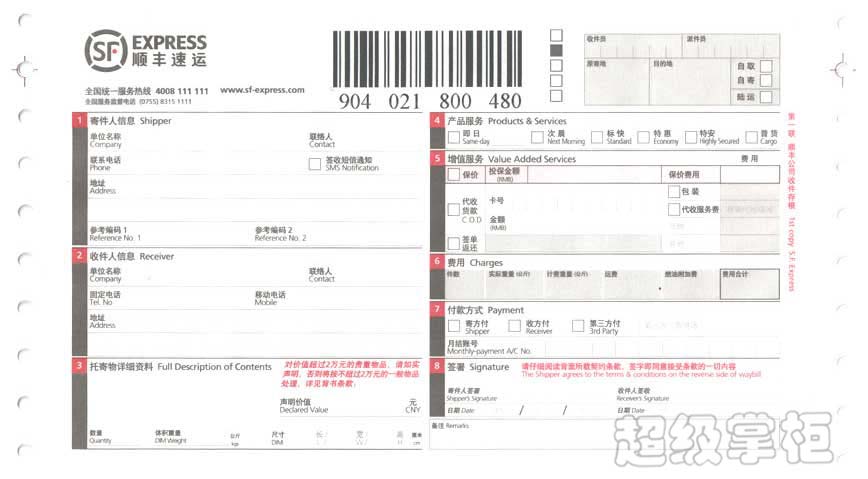 SF EXPRESS
顺丰速运
全国统一服务热线 4008 111 111 www.sf-express.com
全国服务监督电话 (0755) 8315 1111
904 021 800 480
收件员 派件员
原寄地 目的地 自取
自寄
陆运
1 寄件人信息 Shipper
单位名称 联络人
Company Contact
联系电话 签收短信通知
Phone SMS Notification
地址
Address
参考编码 1 参考编码 2
Reference No. 1 Reference No. 2
2 收件人信息 Receiver
单位名称 联络人
Company Contact
固定电话 移动电话
Tel. No Mobile
地址
Address
3 托寄物详细资料 Full Description of Contents
对价值超过2万元的贵重物品，请如实
声明，否则将按不超过2万元的一般物品
处理，详见背书条款；
声明价值 元
Declared Value CNY
数量 体积重量 公斤 尺寸 长 宽 高 厘米
Quantity DIM Weight kgs DIM L W H cm
4 产品服务 Products & Services
即日 次晨 标快 特惠 特安 普货
Same-day Next Morning Standard Economy Highly Secured Cargo
5 增值服务 Value Added Services 费用
保价 投保金额 保价费用
(RMB)
代收 卡号 包装
货款 代收服务费
C.O.D 金额
(RMB)
签单
返还
6 费用 Charges
件数 实际重量 (公斤) 计费重量 (公斤) 运费 燃油附加费 费用合计
7 付款方式 Payment
寄方付 收方付 第三方付
Shipper Receiver 3rd Party
月结账号
Monthly-payment A/C No.
8 签署 Signature 请仔细阅读背面所载契约条款，签字即同意接受条款的一切内容
The Shipper agrees to the terms & conditions on the reverse side of waybill
寄件人签署 收件人签收
Shipper's Signature Receiver's Signature
日期 Date / / 日期 Date
备注 Remarks
第一联 顺丰公司收件存根 1st copy S.F. Express
超级掌柜